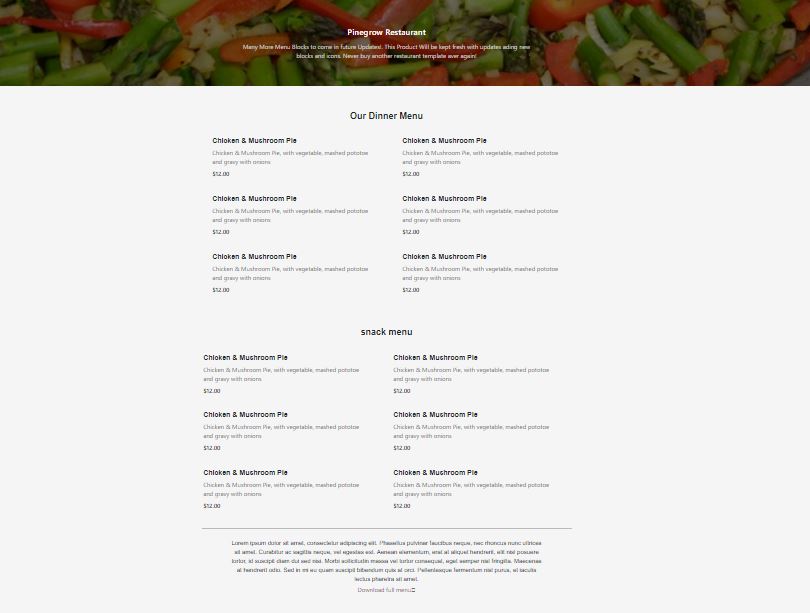 Pinegrow Restaurant
Many More Menu Blocks to come in future Updates!. This Product Will be kept fresh with updates ading new
blocks and icons. Never buy another restaurant template ever again!
Our Dinner Menu
Chicken & Mushroom Pie
Chicken & Mushroom Pie, with vegetable, mashed pototoe
and gravy with onions
$12.00
Chicken & Mushroom Pie
Chicken & Mushroom Pie, with vegetable, mashed pototoe
and gravy with onions
$12.00
Chicken & Mushroom Pie
Chicken & Mushroom Pie, with vegetable, mashed pototoe
and gravy with onions
$12.00
Chicken & Mushroom Pie
Chicken & Mushroom Pie, with vegetable, mashed pototoe
and gravy with onions
$12.00
Chicken & Mushroom Pie
Chicken & Mushroom Pie, with vegetable, mashed pototoe
and gravy with onions
$12.00
Chicken & Mushroom Pie
Chicken & Mushroom Pie, with vegetable, mashed pototoe
and gravy with onions
$12.00
snack menu
Chicken & Mushroom Pie
Chicken & Mushroom Pie, with vegetable, mashed pototoe
and gravy with onions
$12.00
Chicken & Mushroom Pie
Chicken & Mushroom Pie, with vegetable, mashed pototoe
and gravy with onions
$12.00
Chicken & Mushroom Pie
Chicken & Mushroom Pie, with vegetable, mashed pototoe
and gravy with onions
$12.00
Chicken & Mushroom Pie
Chicken & Mushroom Pie, with vegetable, mashed pototoe
and gravy with onions
$12.00
Chicken & Mushroom Pie
Chicken & Mushroom Pie, with vegetable, mashed pototoe
and gravy with onions
$12.00
Chicken & Mushroom Pie
Chicken & Mushroom Pie, with vegetable, mashed pototoe
and gravy with onions
$12.00
Lorem ipsum dolor sit amet, consectetur adipiscing elit. Phasellus pulvinar faucibus neque, nec rhoncus nunc ultrices
sit amet. Curabitur ac sagittis neque, vel egestas est. Aenean elementum, erat at aliquet hendrerit, elit nisl posuere
tortor, id suscipit diam dui sed nisi. Morbi sollicitudin massa vel tortor consequat, eget semper nisl fringilla. Maecenas
at hendrerit odio. Sed in mi eu quam suscipit bibendum quis at orci. Pellentesque fermentum nisl purus, et iaculis
lectus pharetra sit amet.
Download full menu